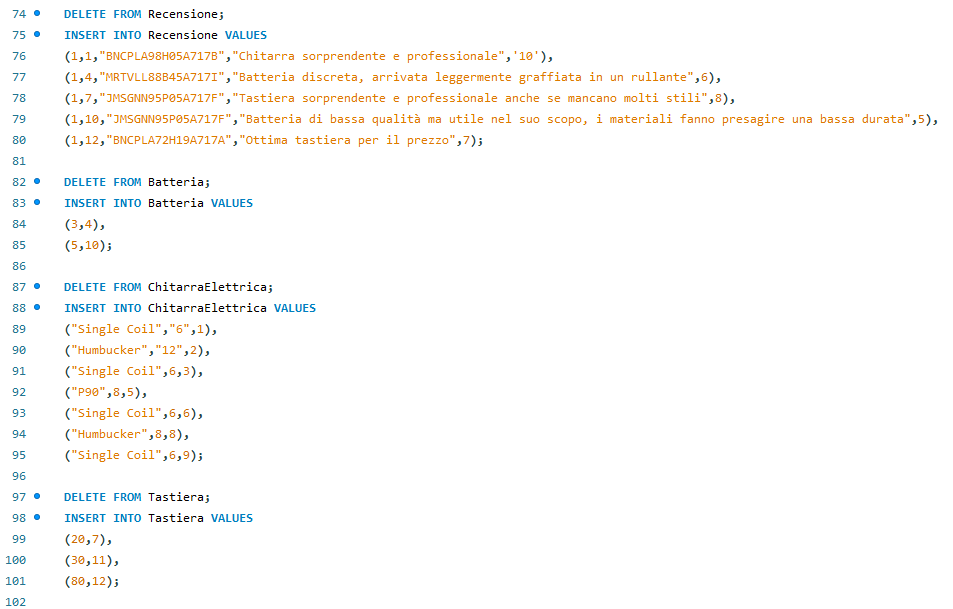 74 DELETE FROM Recensione;
75 INSERT INTO Recensione VALUES
76 (1,1,"BNCPLA98H05A717B","Chitarra sorprendente e professionale",'10'),
77 (1,4,"MRTVLL88B45A717I","Batteria discreta, arrivata leggermente graffiata in un rullante",6),
78 (1,7,"JMSGNN95P05A717F","Tastiera sorprendente e professionale anche se mancano molti stili",8),
79 (1,10,"JMSGNN95P05A717F","Batteria di bassa qualità ma utile nel suo scopo, i materiali fanno presagire una bassa durata",5),
80 (1,12,"BNCPLA72H19A717A","Ottima tastiera per il prezzo",7);
81
82 DELETE FROM Batteria;
83 INSERT INTO Batteria VALUES
84 (3,4),
85 (5,10);
86
87 DELETE FROM ChitarraElettrica;
88 INSERT INTO ChitarraElettrica VALUES
89 ("Single Coil","6",1),
90 ("Humbucker","12",2),
91 ("Single Coil",6,3),
92 ("P90",8,5),
93 ("Single Coil",6,6),
94 ("Humbucker",8,8),
95 ("Single Coil",6,9);
96
97 DELETE FROM Tastiera;
98 INSERT INTO Tastiera VALUES
99 (20,7),
100 (30,11),
101 (80,12);
102